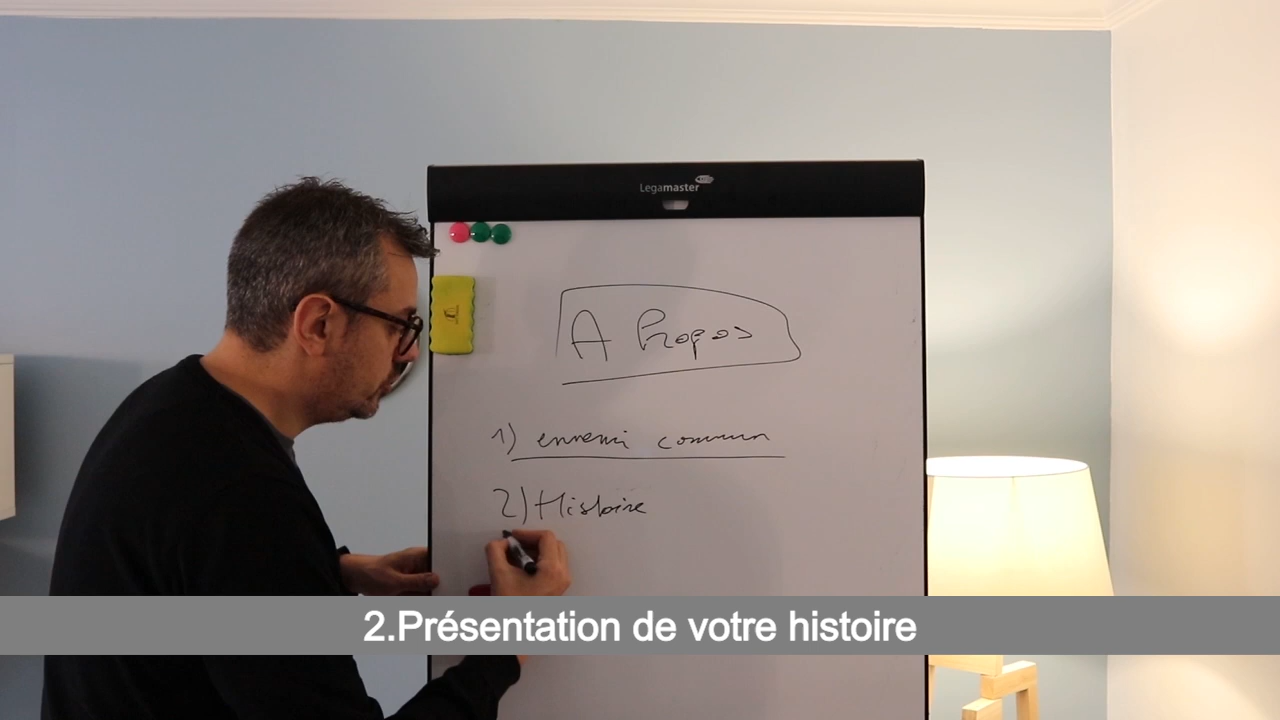 Legamaster
A Propos
1) ennemi commun
2) Histoire
2.Présentation de votre histoire